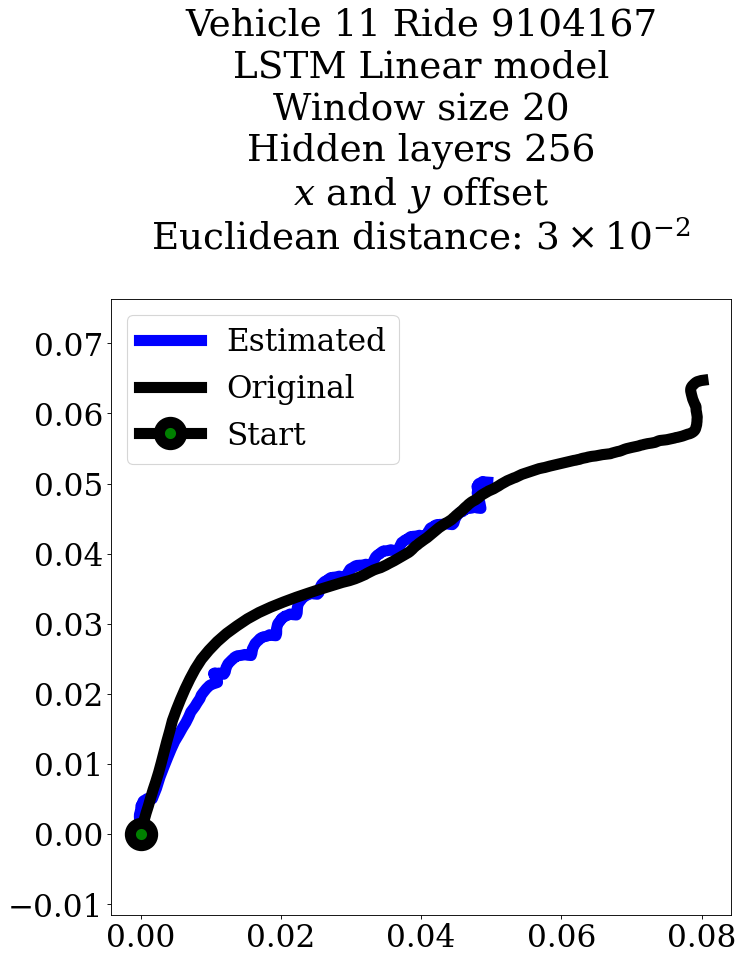 Vehicle 11 Ride 9104167
LSTM Linear model
Window size 20
Hidden layers 256
x and y offset
Euclidean distance: 3 × 10⁻²
Estimated
Original
Start
0.07
0.06
0.05
0.04
0.03
0.02
0.01
0.00
−0.01
0.00 0.02 0.04 0.06 0.08